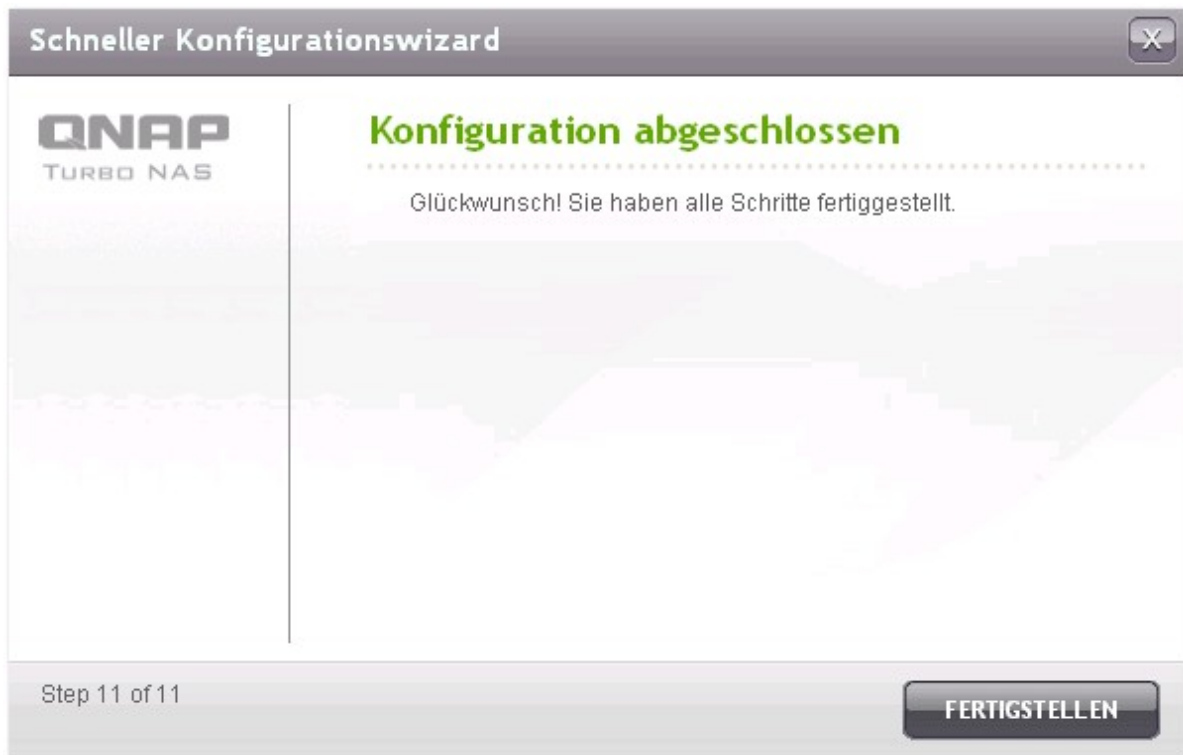 Schneller Konfigurationswizard
X
QNAP
TURBO NAS
Konfiguration abgeschlossen
Glückwunsch! Sie haben alle Schritte fertiggestellt.
Step 11 of 11
FERTIGSTELLEN